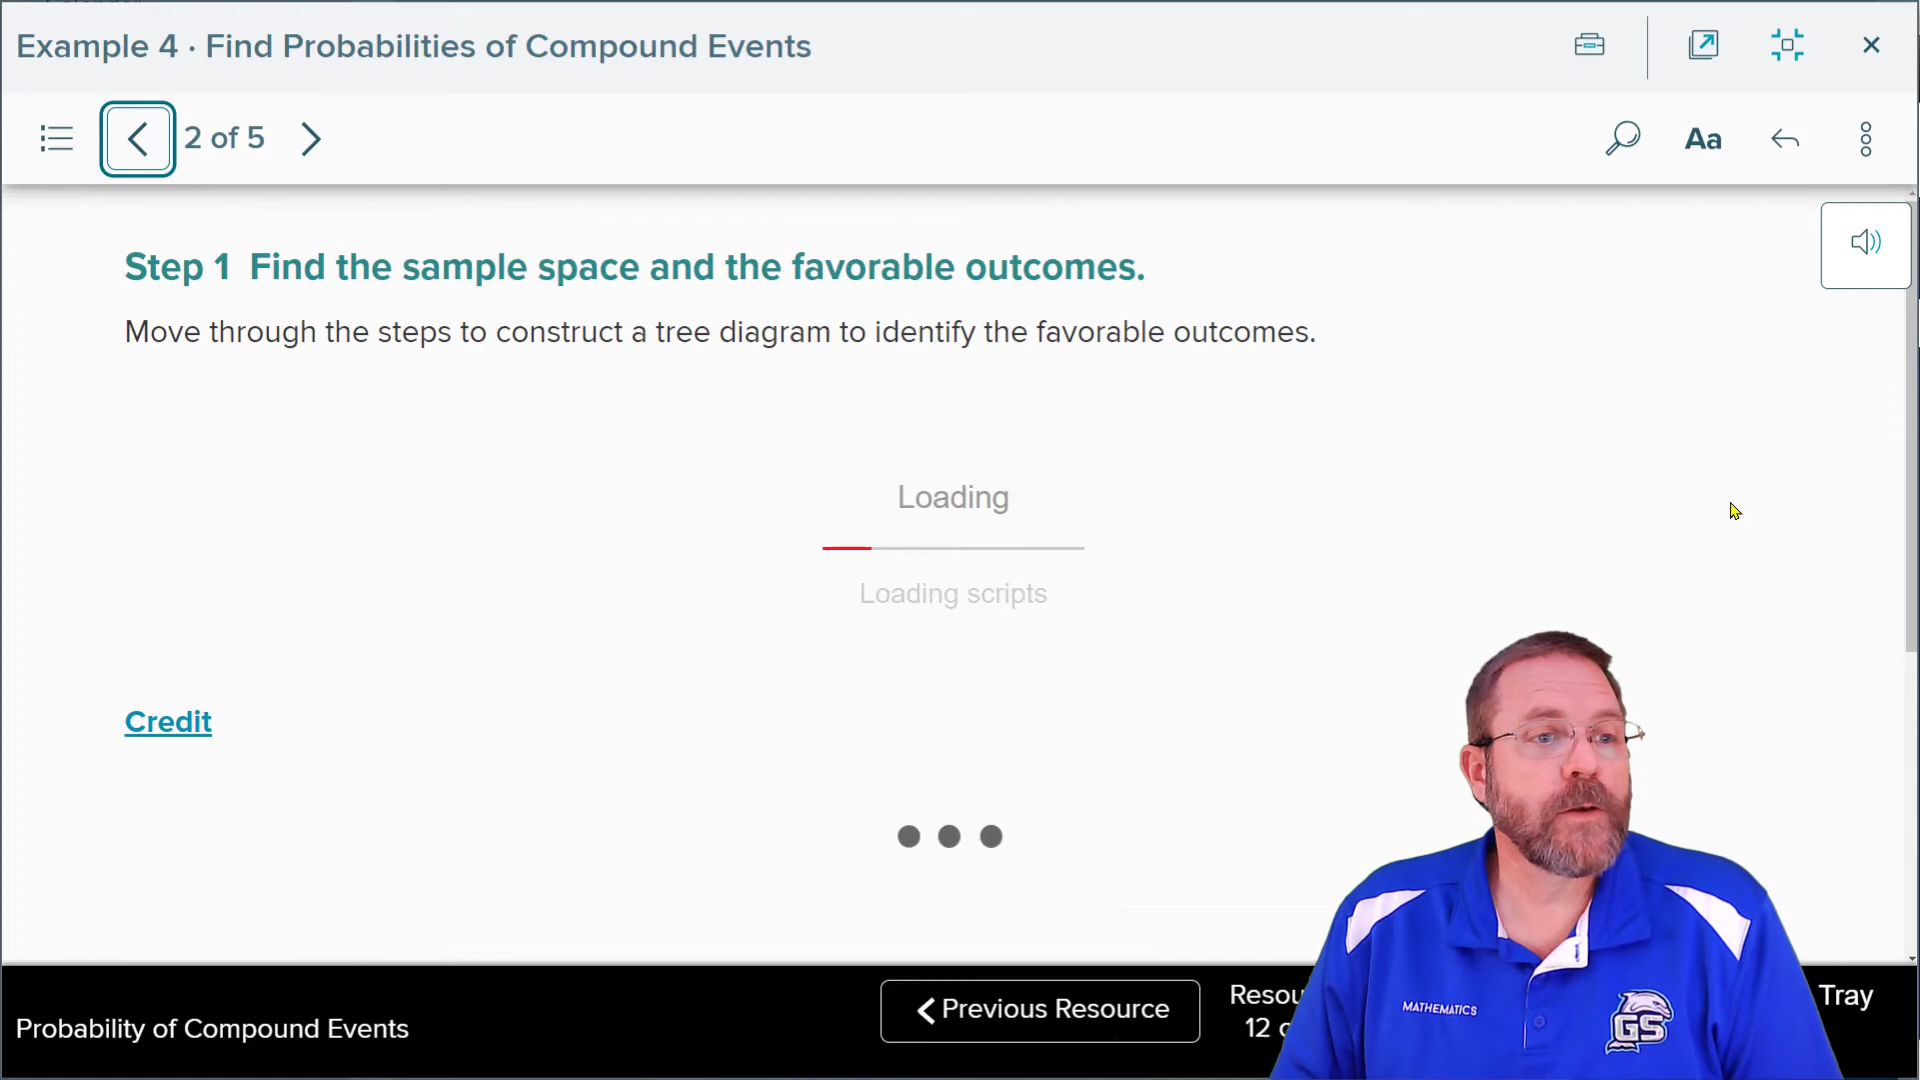 Example 4 · Find Probabilities of Compound Events
2 of 5
Aa
Step 1 Find the sample space and the favorable outcomes.
Move through the steps to construct a tree diagram to identify the favorable outcomes.
Loading
Loading scripts
Credit
MATHEMATICS
GS
Previous Resource
Tray
12
Probability of Compound Events